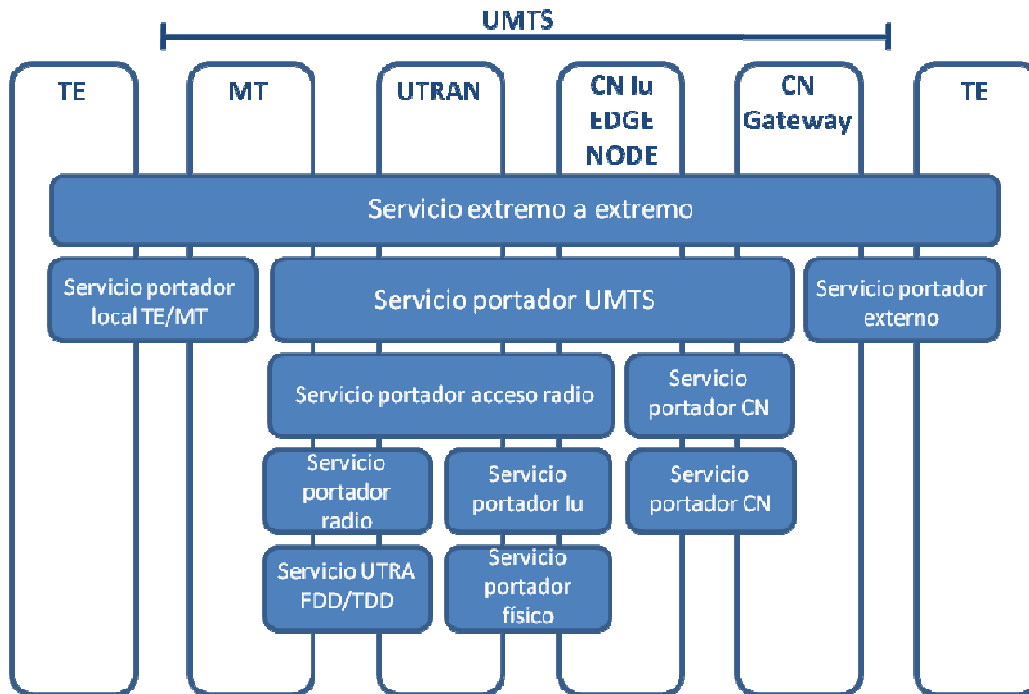 UMTS
TE
MT
UTRAN
CN Iu
EDGE
NODE
CN
Gateway
TE
Servicio extremo a extremo
Servicio portador
local TE/MT
Servicio portador UMTS
Servicio portador
externo
Servicio portador acceso radio
Servicio
portador CN
Servicio
portador
radio
Servicio
portador Iu
Servicio
portador CN
Servicio UTRA
FDD/TDD
Servicio
portador
físico